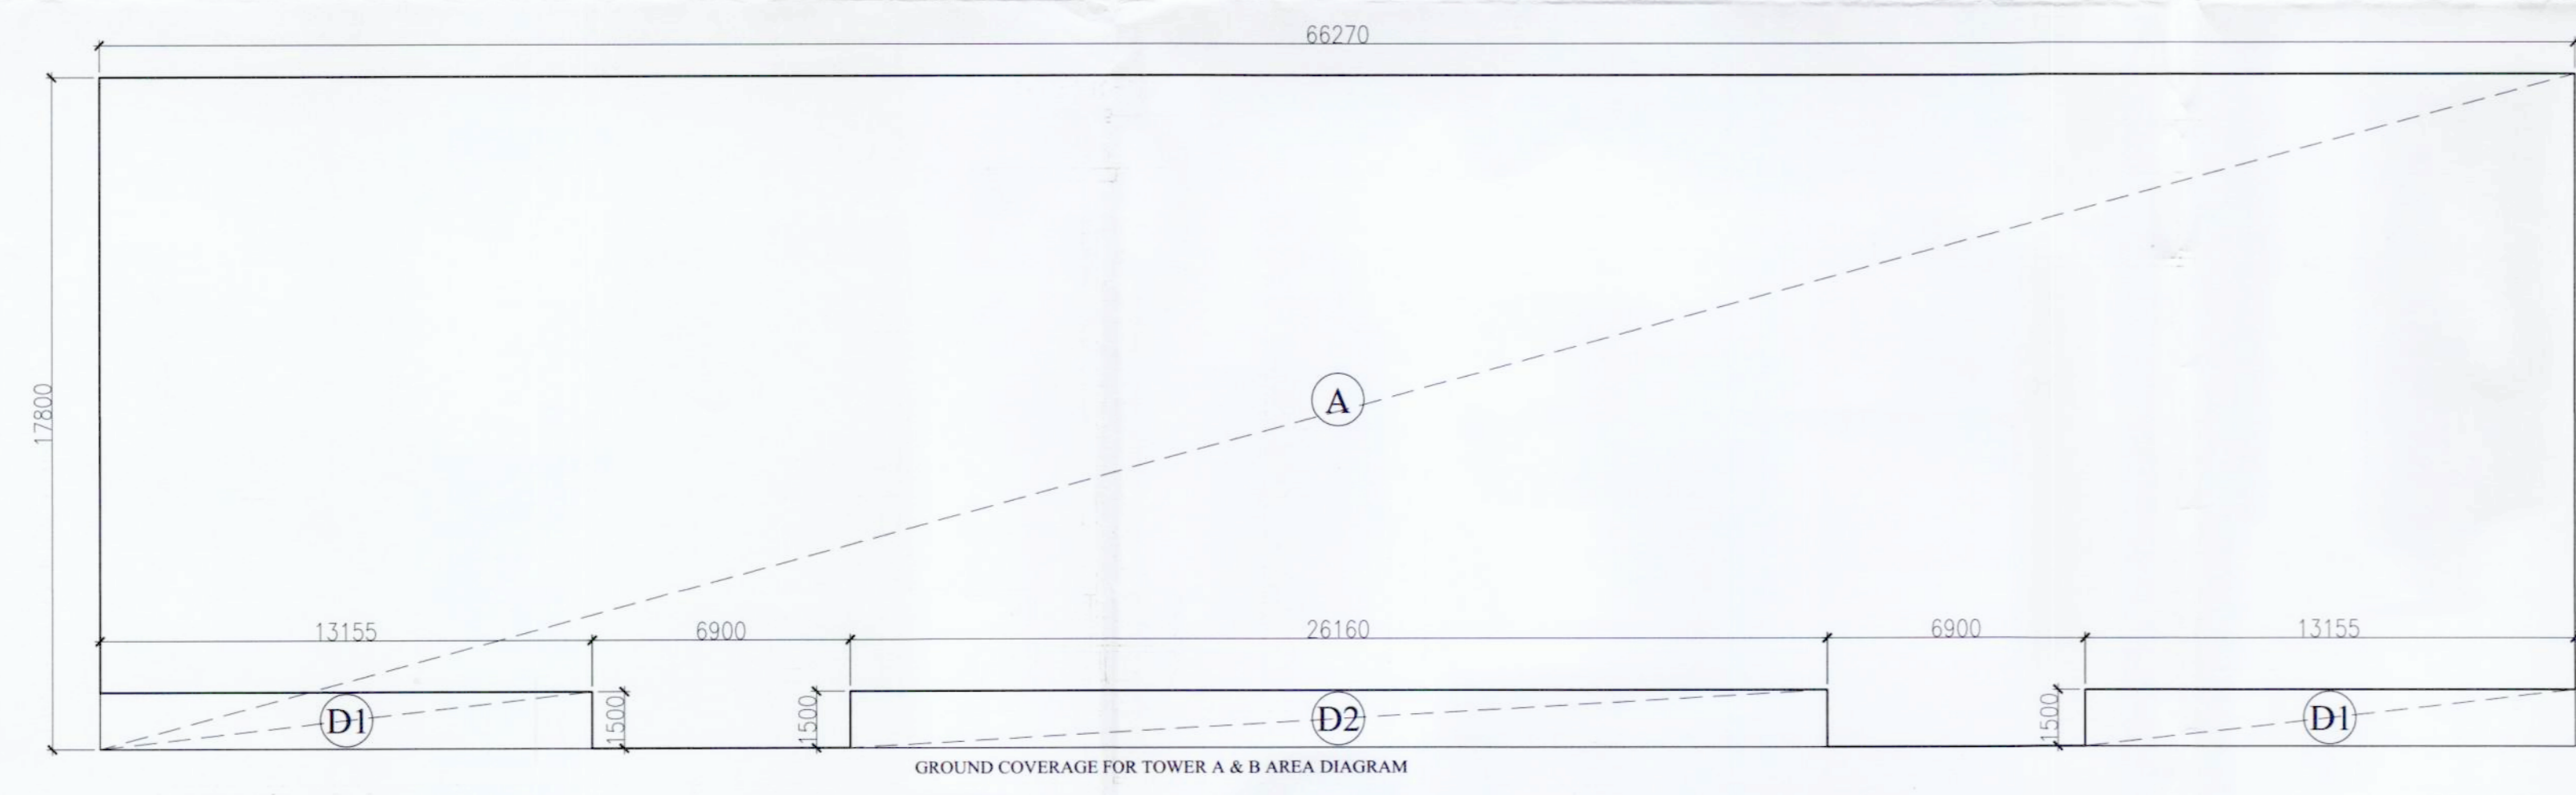 66270
17800
A
13155 6900 26160 6900 13155
D1 1500 1500 D2 1500 D1
GROUND COVERAGE FOR TOWER A & B AREA DIAGRAM